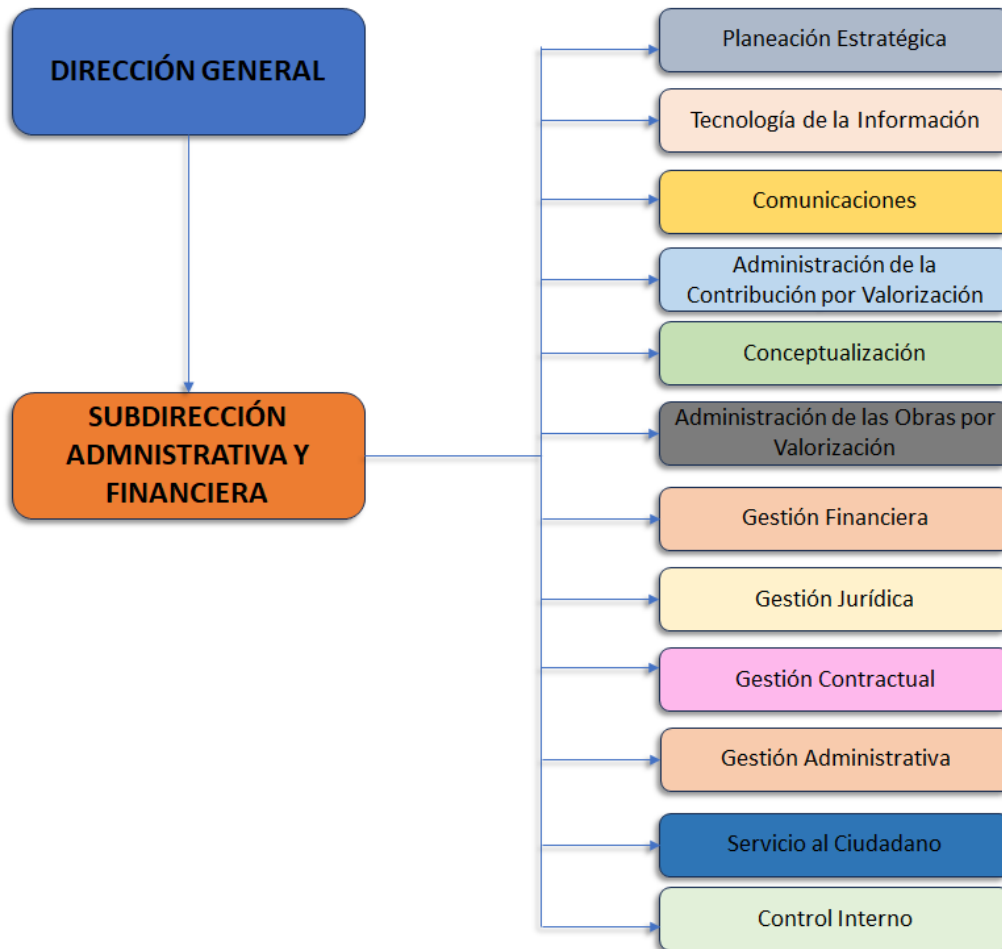 DIRECCIÓN GENERAL
SUBDIRECCIÓN
ADMNISTRATIVA Y
FINANCIERA
Planeación Estratégica
Tecnología de la Información
Comunicaciones
Administración de la
Contribución por Valorización
Conceptualización
Administración de las Obras por
Valorización
Gestión Financiera
Gestión Jurídica
Gestión Contractual
Gestión Administrativa
Servicio al Ciudadano
Control Interno